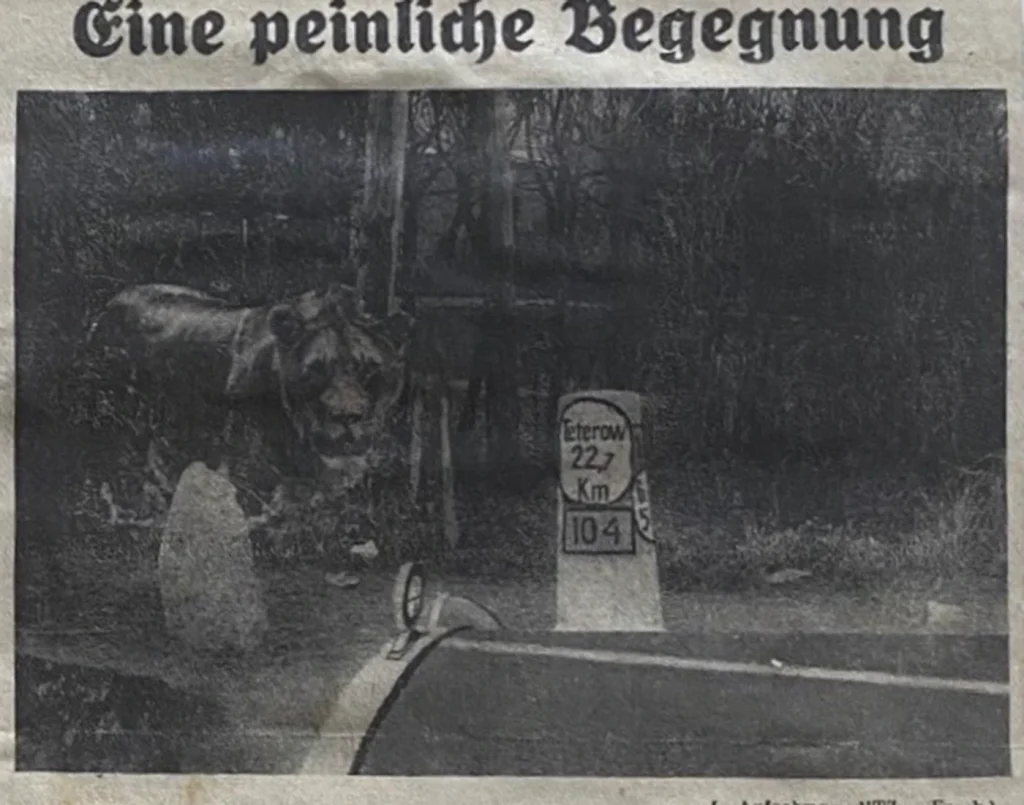 Eine peinliche Begegnung
Teterow
22,7
Km
104